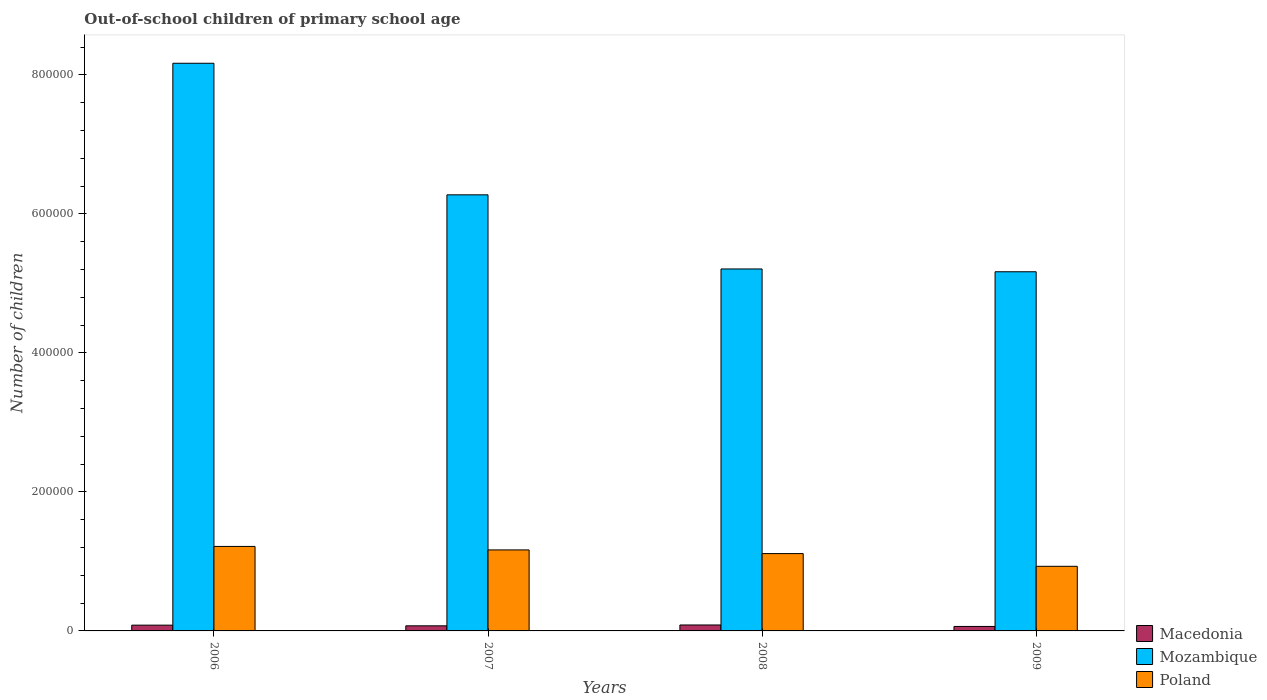 Out-of-school children of primary school age
Number of children
800000
600000
400000
200000
0
2006
2007
2008
2009
Years
Macedonia
Mozambique
Poland